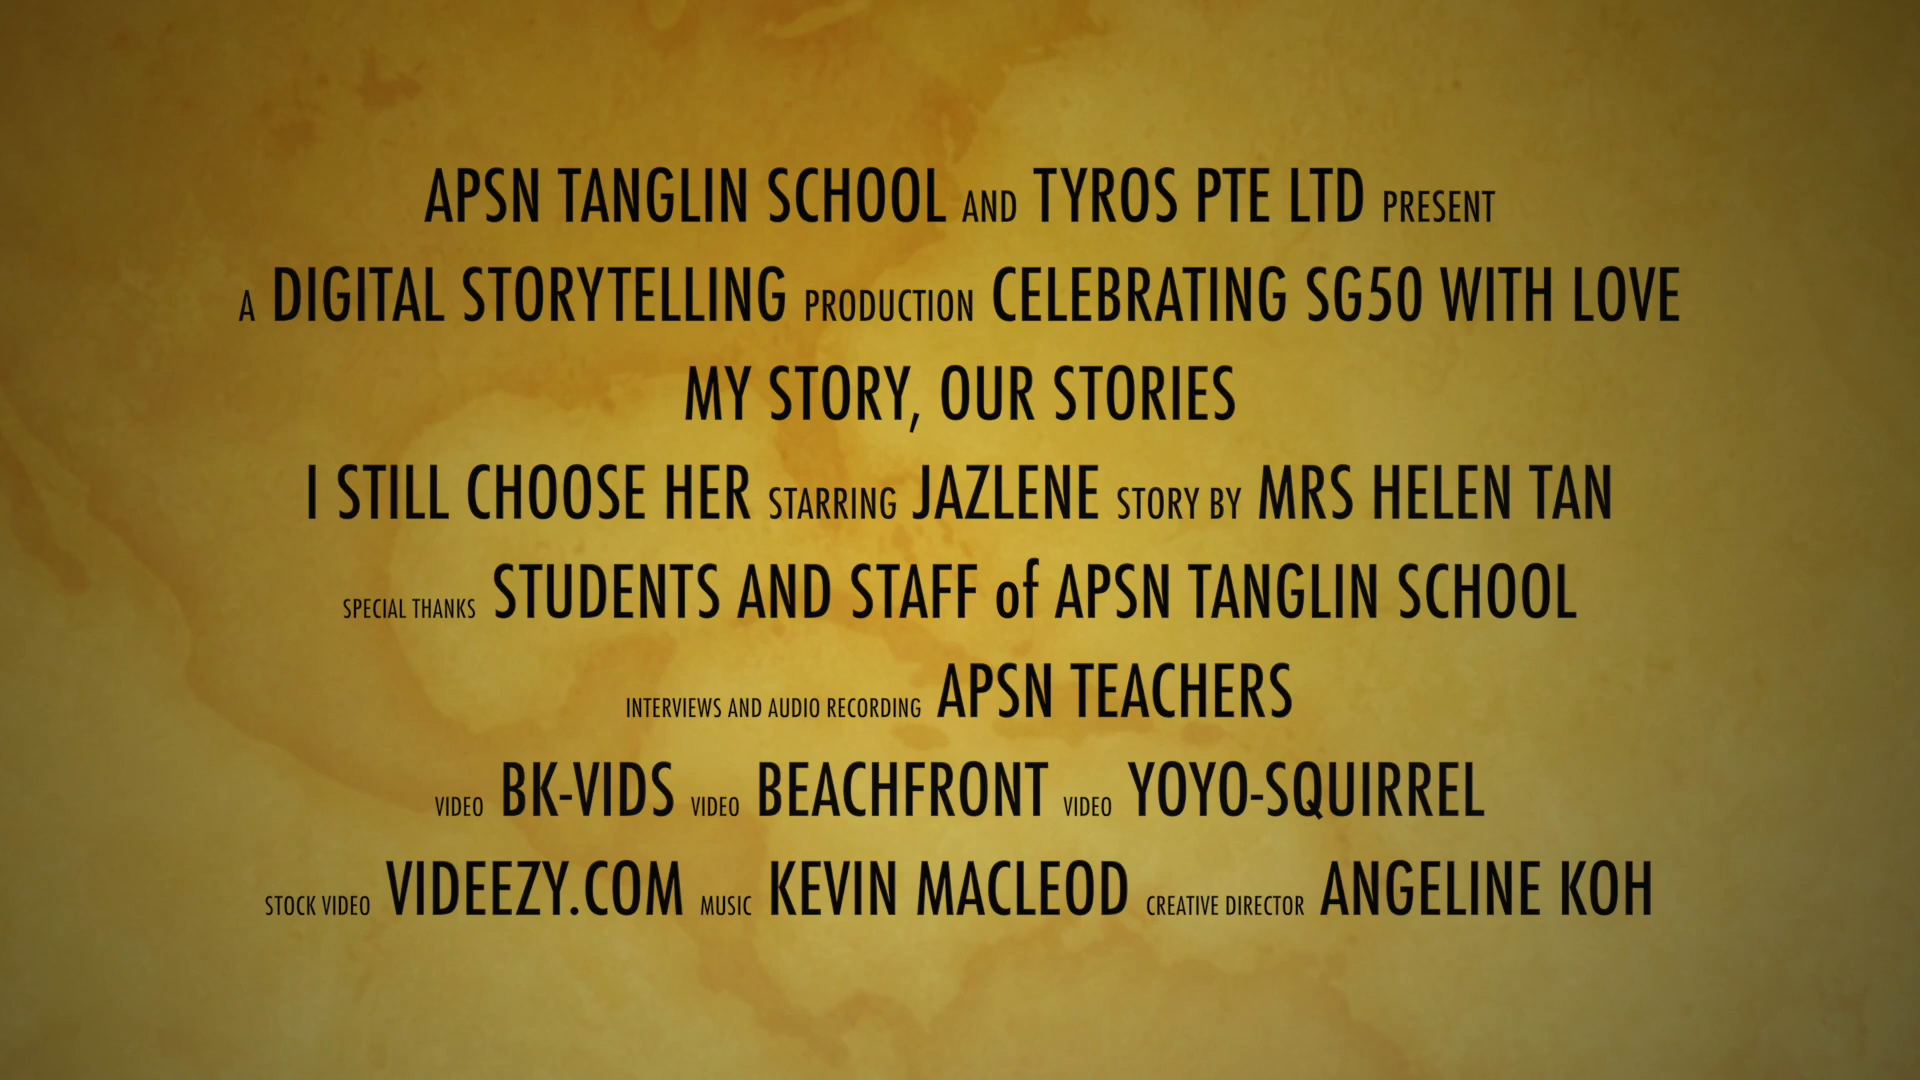 APSN TANGLIN SCHOOL AND TYROS PTE LTD PRESENT
A DIGITAL STORYTELLING PRODUCTION CELEBRATING SG50 WITH LOVE
MY STORY, OUR STORIES
I STILL CHOOSE HER STARRING JAZLENE STORY BY MRS HELEN TAN
SPECIAL THANKS STUDENTS AND STAFF of APSN TANGLIN SCHOOL
INTERVIEWS AND AUDIO RECORDING APSN TEACHERS
VIDEO BK-VIDS VIDEO BEACHFRONT VIDEO YOYO-SQUIRREL
STOCK VIDEO VIDEEZY.COM MUSIC KEVIN MACLEOD CREATIVE DIRECTOR ANGELINE KOH